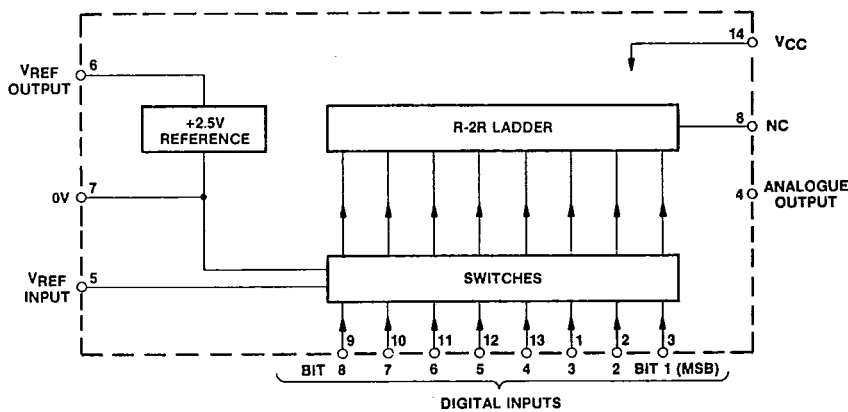 14
VCC
VREF
OUTPUT
6
+2.5V
REFERENCE
R-2R LADDER
8
NC
0V
7
4
ANALOGUE
OUTPUT
VREF
INPUT
5
SWITCHES
9 10 11 12 13 1 2 3
BIT 8 7 6 5 4 3 2 BIT 1 (MSB)
DIGITAL INPUTS